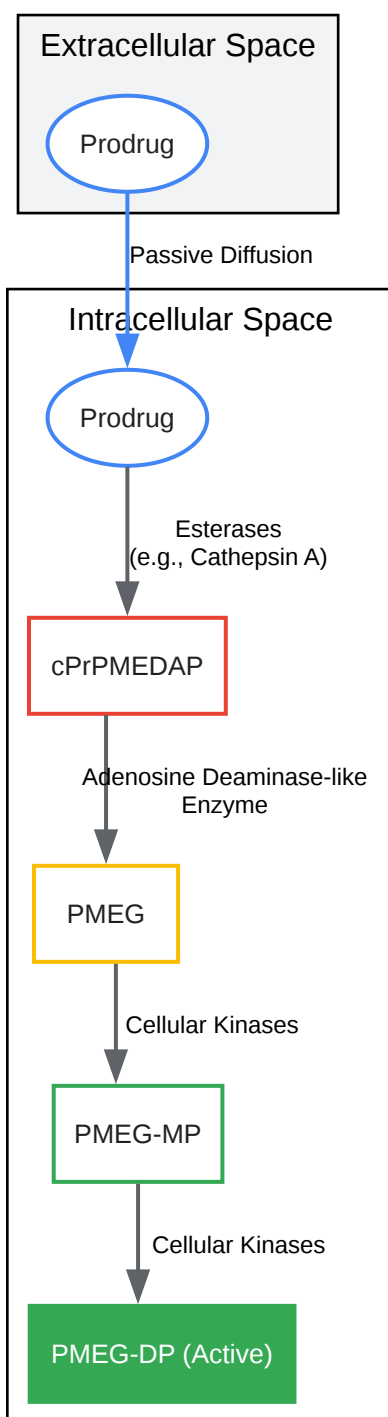 Extracellular Space
Prodrug
Passive Diffusion
Intracellular Space
Prodrug
Esterases
(e.g., Cathepsin A)
cPrPMEDAP
Adenosine Deaminase-like
Enzyme
PMEG
Cellular Kinases
PMEG-MP
Cellular Kinases
PMEG-DP (Active)